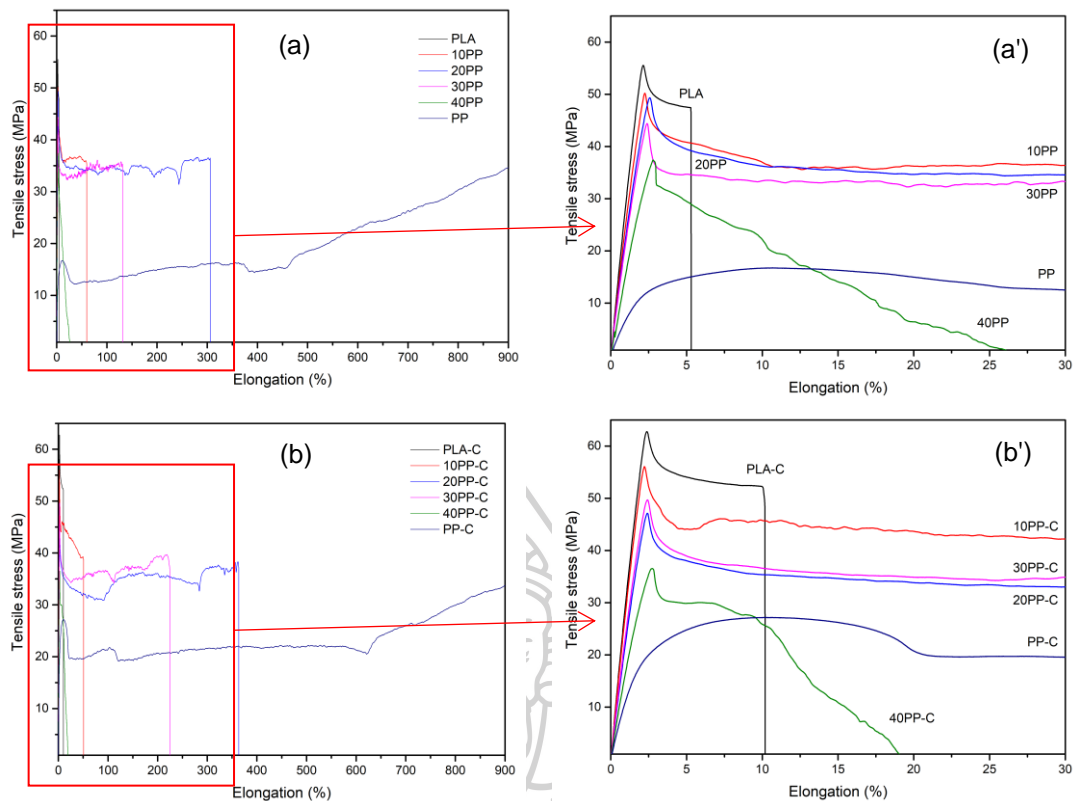 (a)
PLA
10PP
20PP
30PP
40PP
PP
60
50
40
30
20
10
0 100 200 300 400 500 600 700 800 900
Tensile stress (MPa)
Elongation (%)
(a')
PLA
10PP
20PP
30PP
PP
40PP
60
50
40
30
20
10
0 5 10 15 20 25 30
Tensile stress (MPa)
Elongation (%)
(b)
PLA-C
10PP-C
20PP-C
30PP-C
40PP-C
PP-C
60
50
40
30
20
10
0 100 200 300 400 500 600 700 800 900
Tensile stress (MPa)
Elongation (%)
(b')
PLA-C
10PP-C
30PP-C
20PP-C
PP-C
40PP-C
60
50
40
30
20
10
0 5 10 15 20 25 30
Tensile stress (MPa)
Elongation (%)